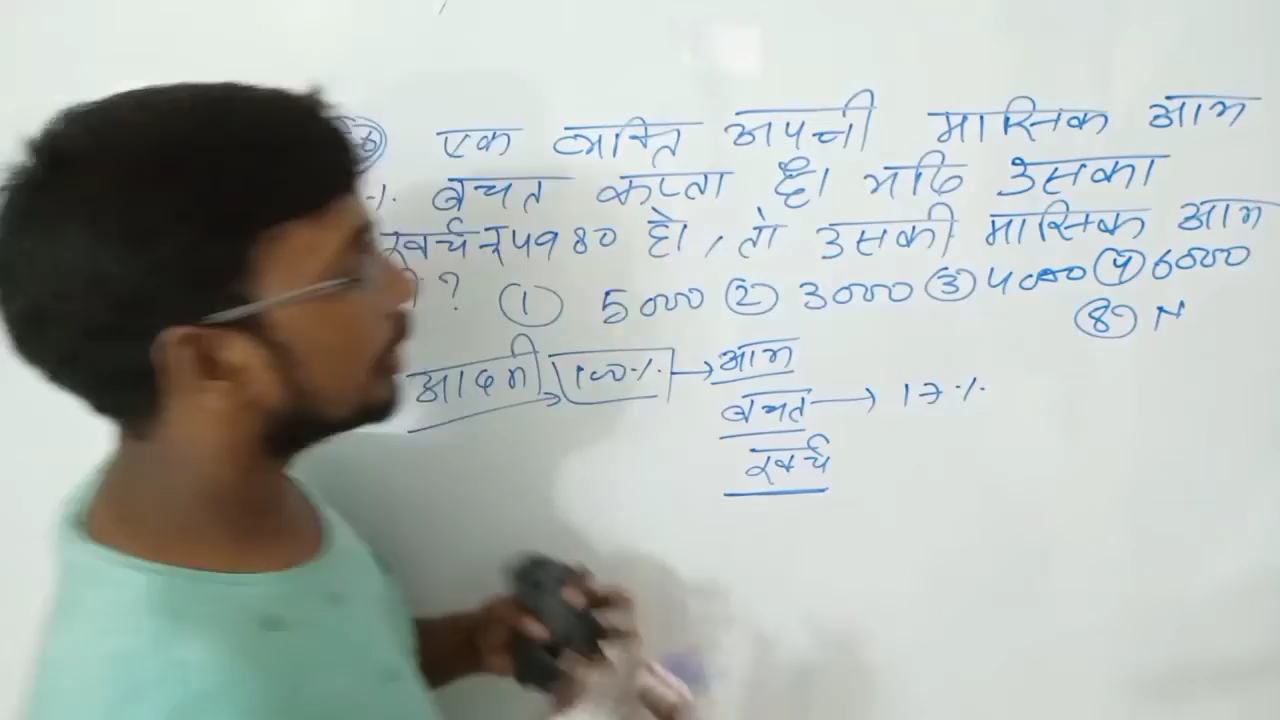 एक व्यक्ति अपनी मासिक आय
बचत करता है। यदि उसका
खर्च ₹4980 हो, तो उसकी मासिक आय
? ① 5000 ② 3000 ③ 4000 ④ 6000
⑧ N
आदमी 100% → आय
बचत → 17%
खर्च